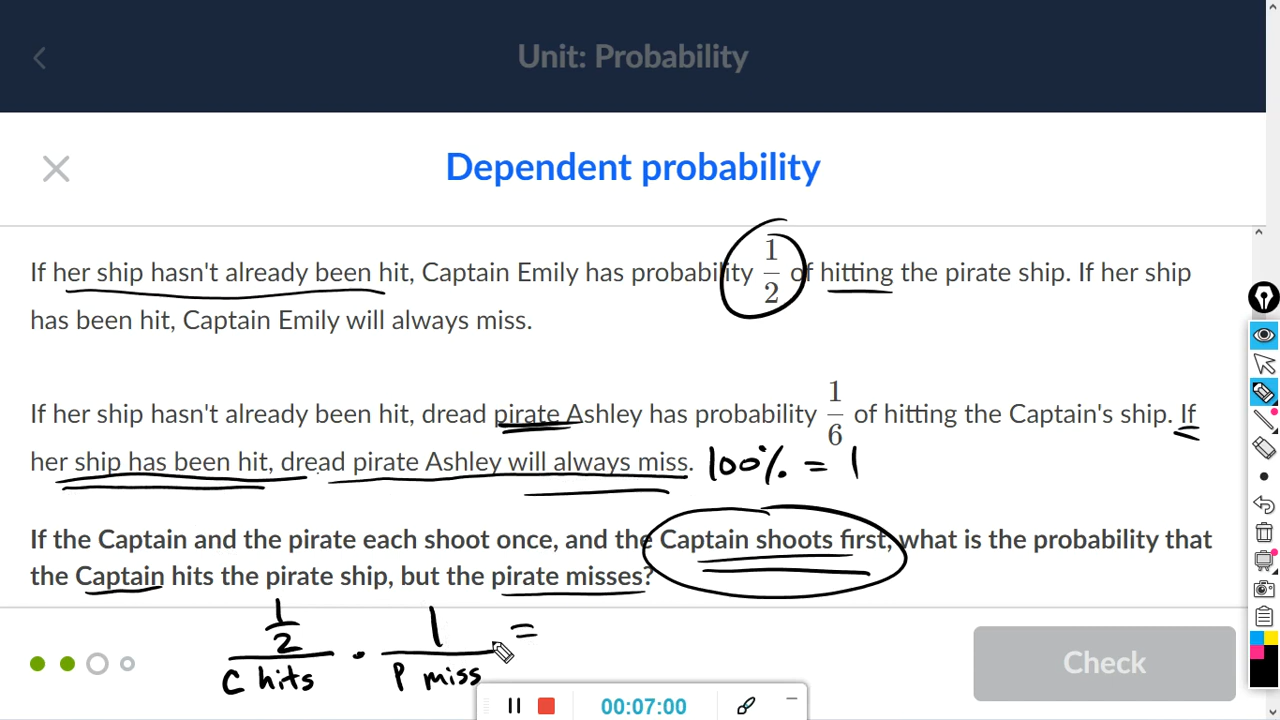 Unit: Probability
Dependent probability
If her ship hasn't already been hit, Captain Emily has probability 1/2 of hitting the pirate ship. If her ship
has been hit, Captain Emily will always miss.
If her ship hasn't already been hit, dread pirate Ashley has probability 1/6 of hitting the Captain's ship. If
her ship has been hit, dread pirate Ashley will always miss. 100% = 1
If the Captain and the pirate each shoot once, and the Captain shoots first, what is the probability that
the Captain hits the pirate ship, but the pirate misses?
1/2 · 1 =
C hits P miss
Check
00:07:00